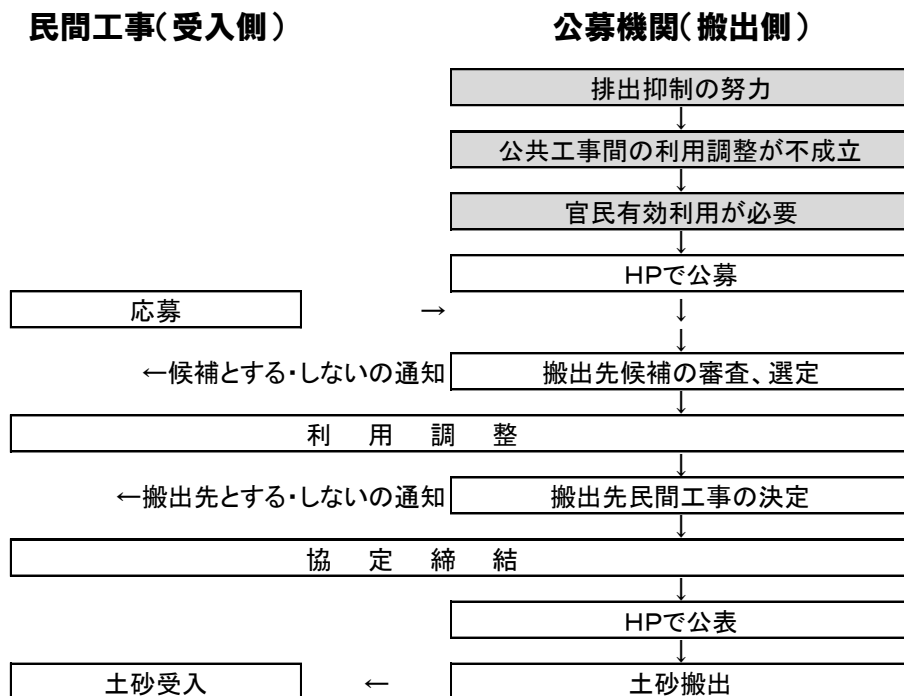 民間工事(受入側) 公募機関(搬出側)
排出抑制の努力
↓
公共工事間の利用調整が不成立
↓
官民有効利用が必要
↓
HPで公募
応募 → ↓
↓
←候補とする・しないの通知 搬出先候補の審査、選定
↓
利用調整
↓
←搬出先とする・しないの通知 搬出先民間工事の決定
↓
協定締結
↓
HPで公表
↓
土砂受入 ← 土砂搬出